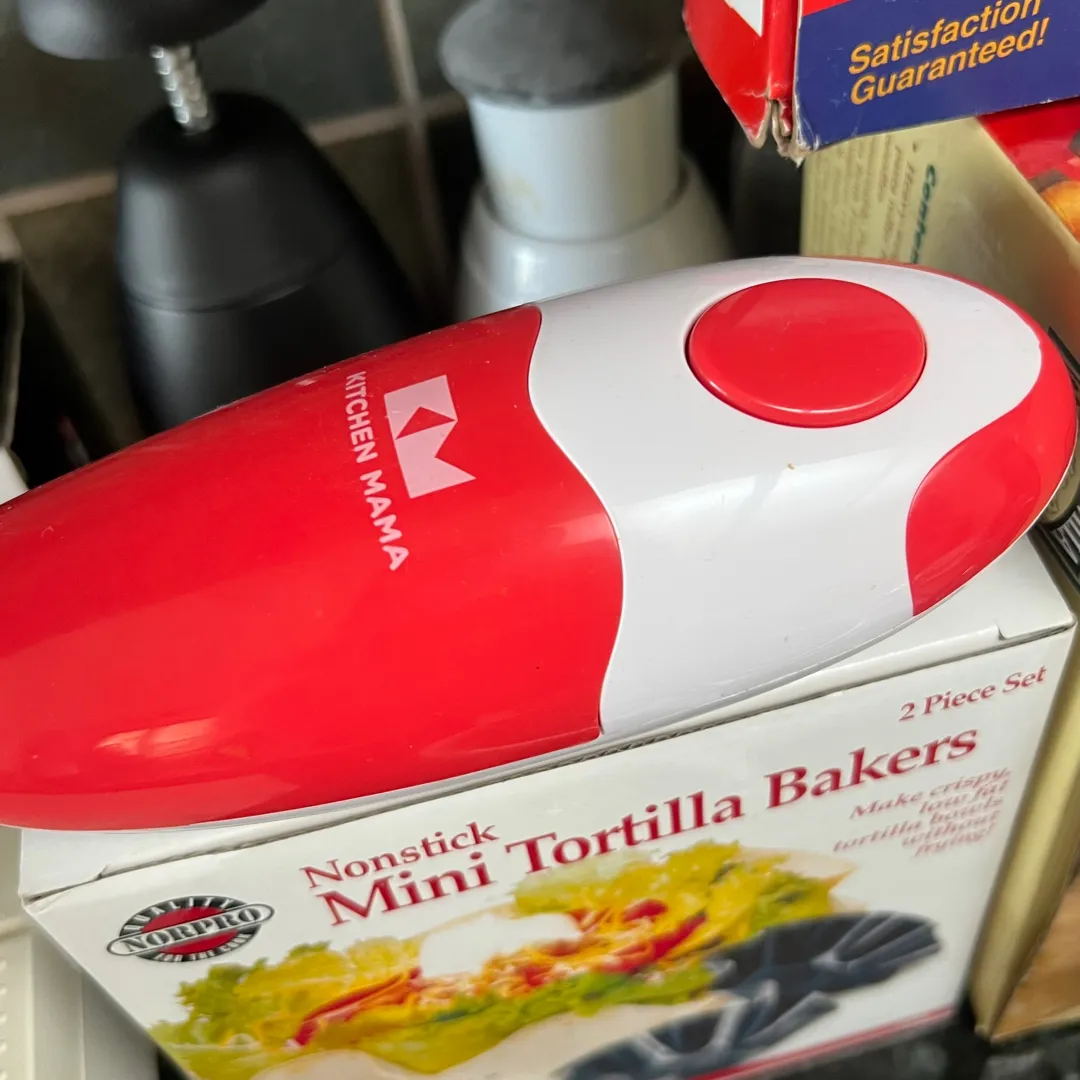 Satisfaction
Guaranteed!
KITCHEN MAMA
2 Piece Set
Nonstick
Mini Tortilla Bakers
Make crispy,
low fat
tortilla bowls
without
frying!
NORPRO